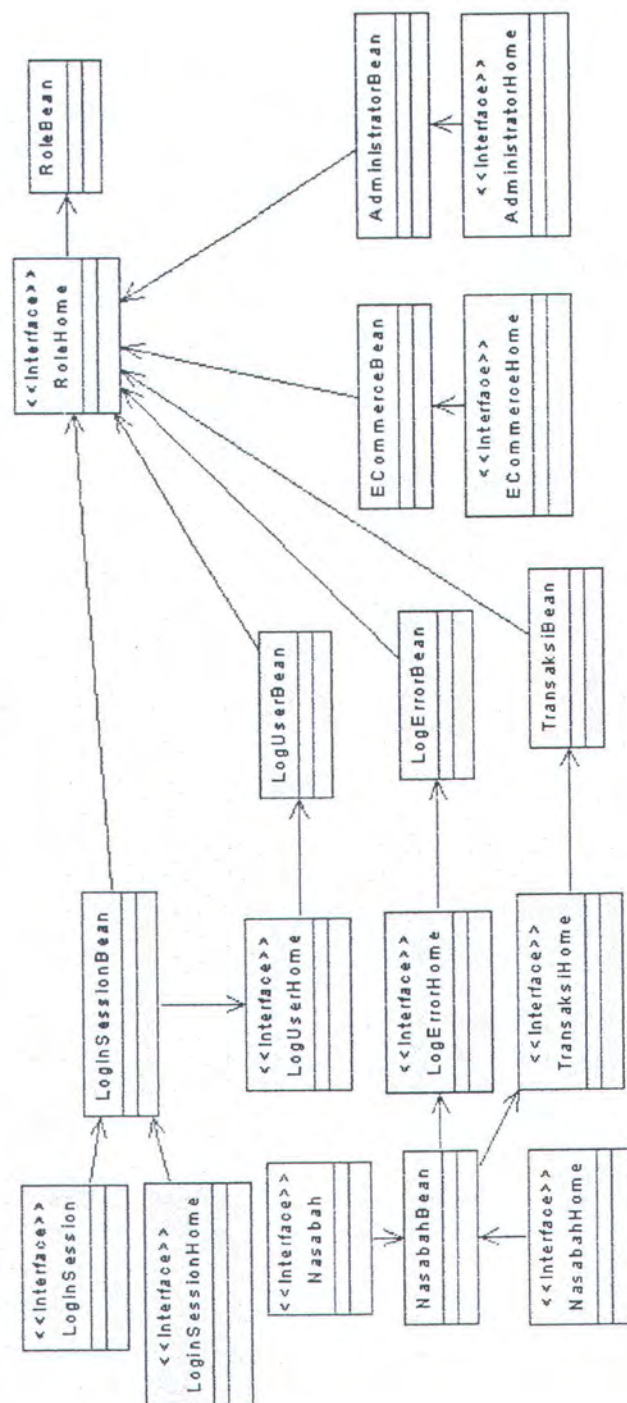 <<Interface>>
LoginSession
<<Interface>>
LoginSessionHome
LoginSessionBean
<<Interface>>
RoleHome
RoleBean
<<Interface>>
LogUserHome
LogUserBean
<<Interface>>
Nasabah
NasabahBean
<<Interface>>
NasabahHome
<<Interface>>
LogErrorHome
LogErrorBean
<<Interface>>
TransaksiHome
TransaksiBean
ECommerceBean
<<Interface>>
ECommerceHome
AdministratorBean
<<Interface>>
AdministratorHome